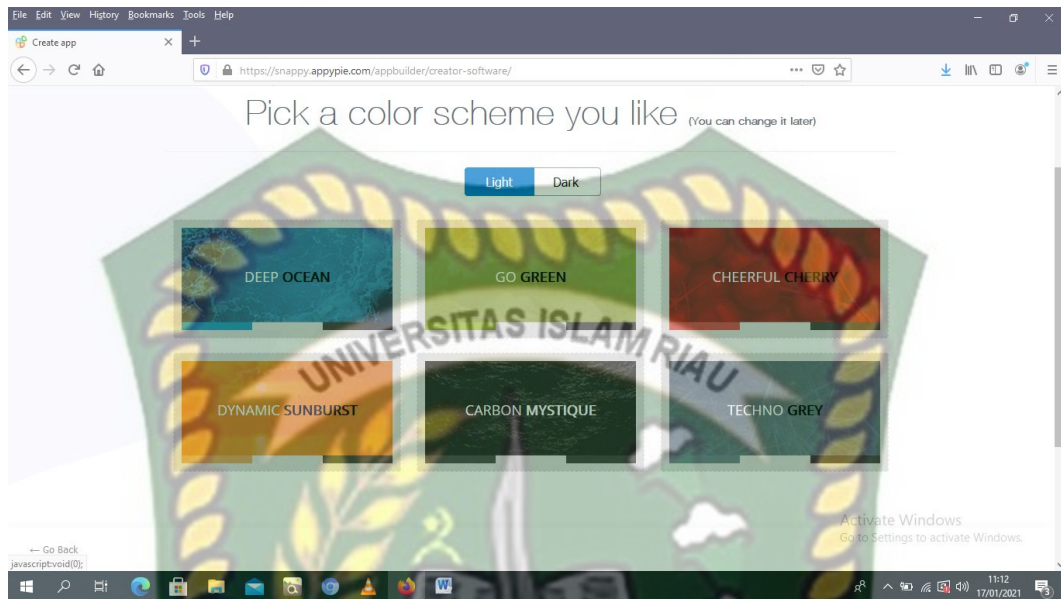 File Edit View History Bookmarks Tools Help
Create app
https://snappy.appypie.com/appbuilder/creator-software/
Pick a color scheme you like (You can change it later)
Light Dark
DEEP OCEAN GO GREEN CHEERFUL CHERRY
UNIVERSITAS ISLAM RIAU
DYNAMIC SUNBURST CARBON MYSTIQUE TECHNO GREY
Activate Windows
Go to Settings to activate Windows.
← Go Back
javascript:void(0);
11:12
17/01/2021